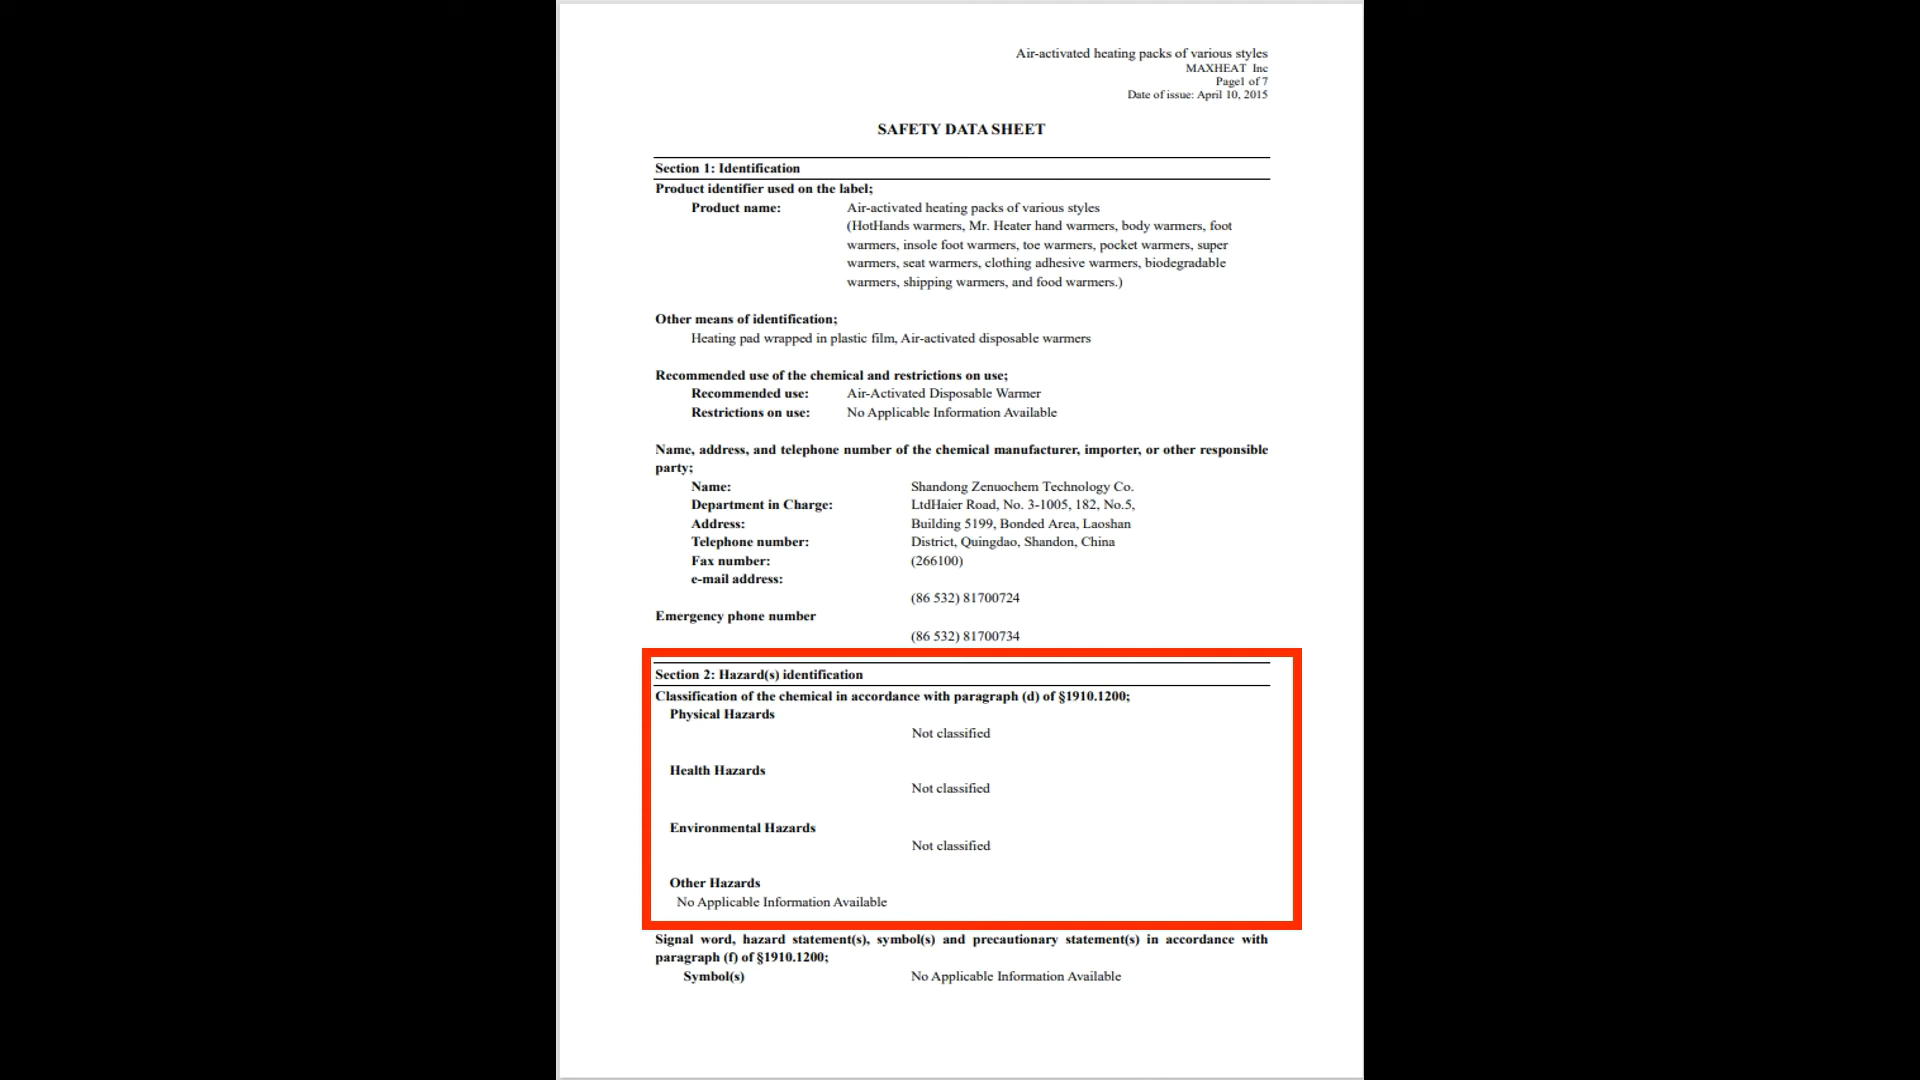 Air-activated heating packs of various styles
MAXHEAT Inc
Page1 of 7
Date of issue: April 10, 2015
SAFETY DATA SHEET
Section 1: Identification
Product identifier used on the label;
Product name: Air-activated heating packs of various styles
(HotHands warmers, Mr. Heater hand warmers, body warmers, foot
warmers, insole foot warmers, toe warmers, pocket warmers, super
warmers, seat warmers, clothing adhesive warmers, biodegradable
warmers, shipping warmers, and food warmers.)
Other means of identification;
Heating pad wrapped in plastic film, Air-activated disposable warmers
Recommended use of the chemical and restrictions on use;
Recommended use: Air-Activated Disposable Warmer
Restrictions on use: No Applicable Information Available
Name, address, and telephone number of the chemical manufacturer, importer, or other responsible
party;
Name: Shandong Zenuochem Technology Co.
Department in Charge: LtdHaier Road, No. 3-1005, 182, No.5,
Address: Building 5199, Bonded Area, Laoshan
Telephone number: District, Quingdao, Shandon, China
Fax number: (266100)
e-mail address:
(86 532) 81700724
Emergency phone number
(86 532) 81700734
Section 2: Hazard(s) identification
Classification of the chemical in accordance with paragraph (d) of §1910.1200;
Physical Hazards
Not classified
Health Hazards
Not classified
Environmental Hazards
Not classified
Other Hazards
No Applicable Information Available
Signal word, hazard statement(s), symbol(s) and precautionary statement(s) in accordance with
paragraph (f) of §1910.1200;
Symbol(s) No Applicable Information Available